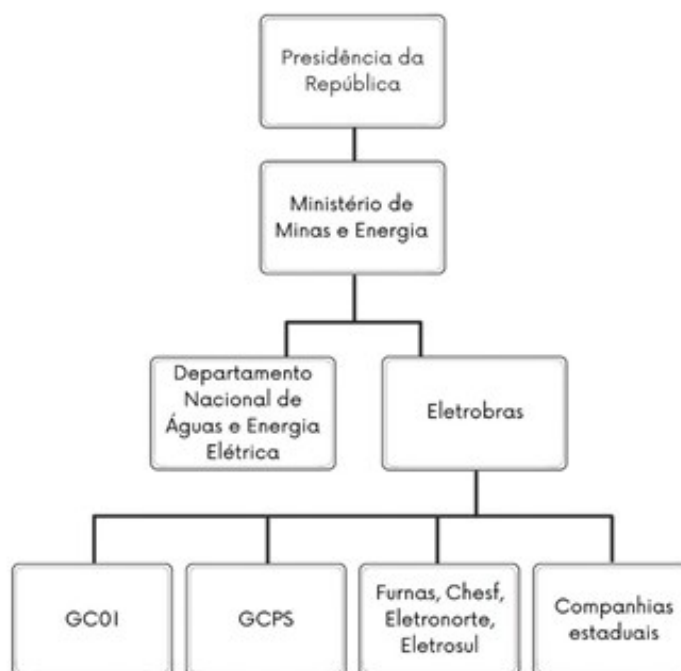 Presidência da
República
Ministério de
Minas e Energia
Departamento
Nacional de
Águas e Energia
Elétrica
Eletrobras
GC0I
GCPS
Furnas, Chesf,
Eletronorte,
Eletrosul
Companhias
estaduais